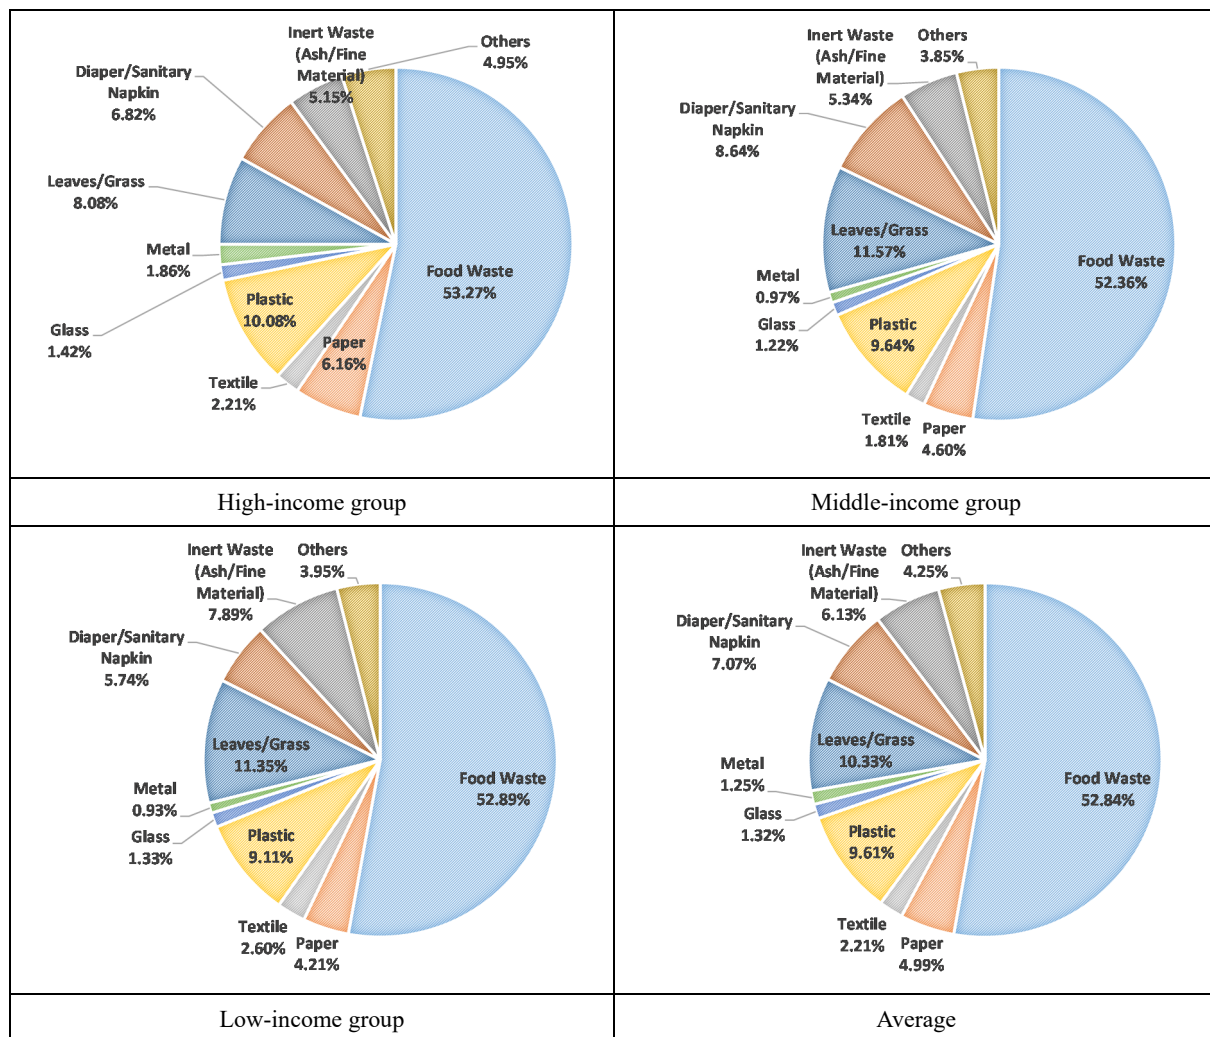 Inert Waste
(Ash/Fine
Material)
5.15%
Others
4.95%
Diaper/Sanitary
Napkin
6.82%
Leaves/Grass
8.08%
Metal
1.86%
Glass
1.42%
Plastic
10.08%
Textile
2.21%
Paper
6.16%
Food Waste
53.27%
High-income group
Inert Waste
(Ash/Fine
Material)
5.34%
Others
3.85%
Diaper/Sanitary
Napkin
8.64%
Leaves/Grass
11.57%
Metal
0.97%
Glass
1.22%
Plastic
9.64%
Textile
1.81%
Paper
4.60%
Food Waste
52.36%
Middle-income group
Inert Waste
(Ash/Fine
Material)
7.89%
Others
3.95%
Diaper/Sanitary
Napkin
5.74%
Leaves/Grass
11.35%
Metal
0.93%
Glass
1.33%
Plastic
9.11%
Textile
2.60%
Paper
4.21%
Food Waste
52.89%
Low-income group
Inert Waste
(Ash/Fine
Material)
6.13%
Others
4.25%
Diaper/Sanitary
Napkin
7.07%
Leaves/Grass
10.33%
Metal
1.25%
Glass
1.32%
Plastic
9.61%
Textile
2.21%
Paper
4.99%
Food Waste
52.84%
Average